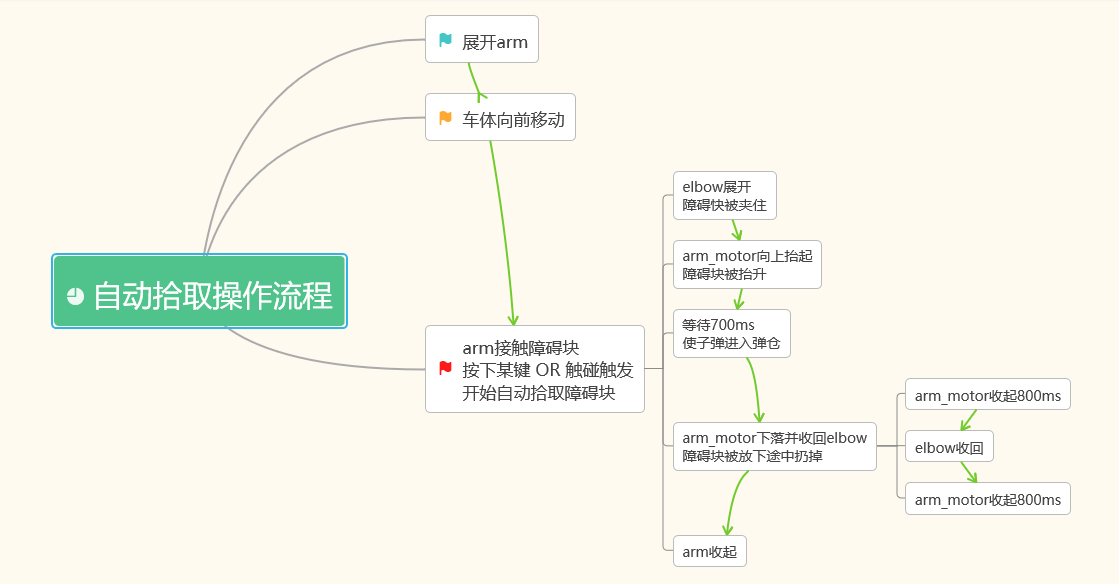 展开arm
车体向前移动
自动拾取操作流程
arm接触障碍块
按下某键 OR 触碰触发
开始自动拾取障碍块
elbow展开
障碍快被夹住
arm_motor向上抬起
障碍块被抬升
等待700ms
使子弹进入弹仓
arm_motor下落并收回elbow
障碍块被放下途中扔掉
arm_motor收起800ms
elbow收回
arm_motor收起800ms
arm收起